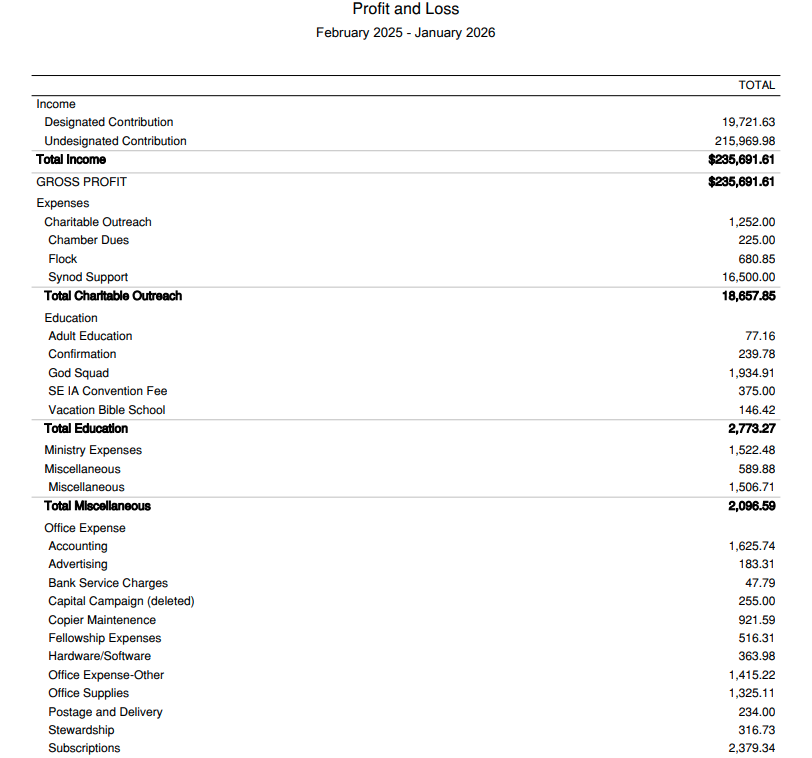 Profit and Loss
February 2025 - January 2026
TOTAL
Income
Designated Contribution 19,721.63
Undesignated Contribution 215,969.98
Total Income $235,691.61
GROSS PROFIT $235,691.61
Expenses
Charitable Outreach 1,252.00
Chamber Dues 225.00
Flock 680.85
Synod Support 16,500.00
Total Charitable Outreach 18,657.85
Education
Adult Education 77.16
Confirmation 239.78
God Squad 1,934.91
SE IA Convention Fee 375.00
Vacation Bible School 146.42
Total Education 2,773.27
Ministry Expenses 1,522.48
Miscellaneous 589.88
Miscellaneous 1,506.71
Total Miscellaneous 2,096.59
Office Expense
Accounting 1,625.74
Advertising 183.31
Bank Service Charges 47.79
Capital Campaign (deleted) 255.00
Copier Maintenence 921.59
Fellowship Expenses 516.31
Hardware/Software 363.98
Office Expense-Other 1,415.22
Office Supplies 1,325.11
Postage and Delivery 234.00
Stewardship 316.73
Subscriptions 2,379.34